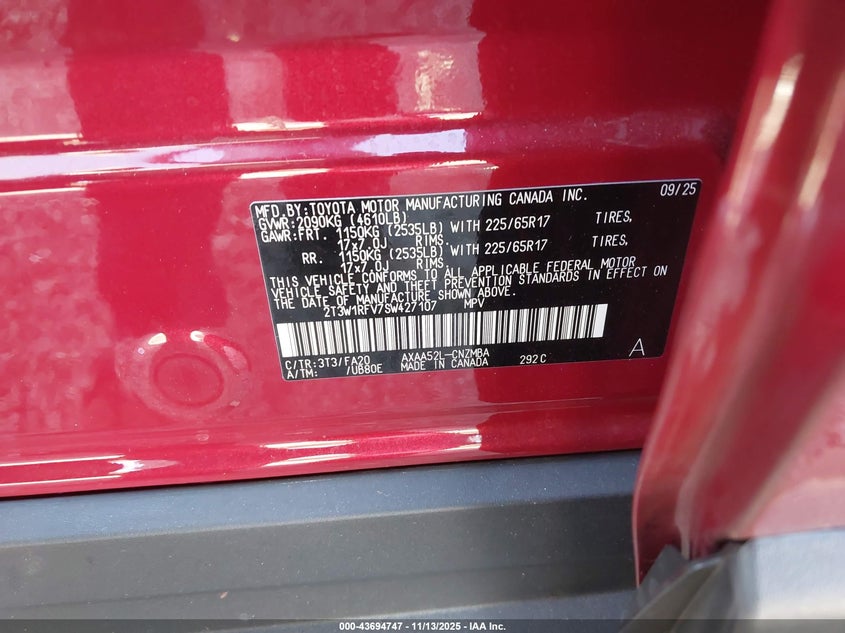 MFD.BY:TOYOTA MOTOR MANUFACTURING CANADA INC. 09/25
GVWR:2090KG (4610LB)
GAWR:FRT. 1150KG (2535LB) WITH 225/65R17 TIRES,
17x7.0J RIMS.
RR. 1150KG (2535LB) WITH 225/65R17 TIRES,
17x7.0J RIMS.
THIS VEHICLE CONFORMS TO ALL APPLICABLE FEDERAL MOTOR
VEHICLE SAFETY AND THEFT PREVENTION STANDARDS IN EFFECT ON
THE DATE OF MANUFACTURE SHOWN ABOVE.
2T3W1RFV7SW427107 MPV
C/TR:3T3/FA20 AXAA52L-CNZMBA 292C A
A/TM: /UB80E MADE IN CANADA
000-43694747 - 11/13/2025 - IAA Inc.